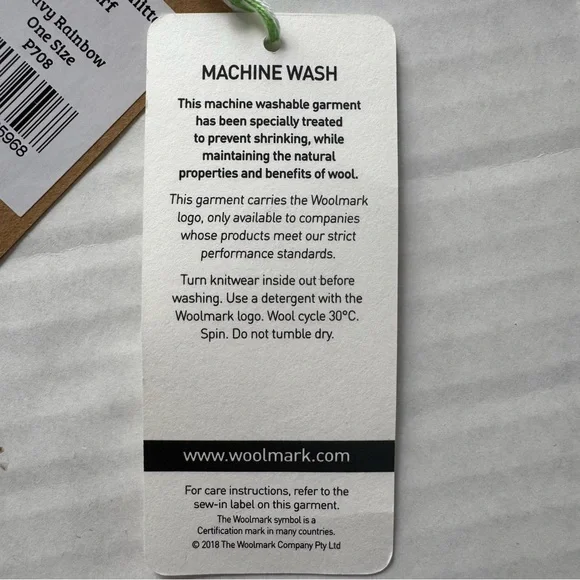 Navy Rainbow
One Size
P708
5968
MACHINE WASH
This machine washable garment
has been specially treated
to prevent shrinking, while
maintaining the natural
properties and benefits of wool.
This garment carries the Woolmark
logo, only available to companies
whose products meet our strict
performance standards.
Turn knitwear inside out before
washing. Use a detergent with the
Woolmark logo. Wool cycle 30°C.
Spin. Do not tumble dry.
www.woolmark.com
For care instructions, refer to the
sew-in label on this garment.
The Woolmark symbol is a
Certification mark in many countries.
© 2018 The Woolmark Company Pty Ltd